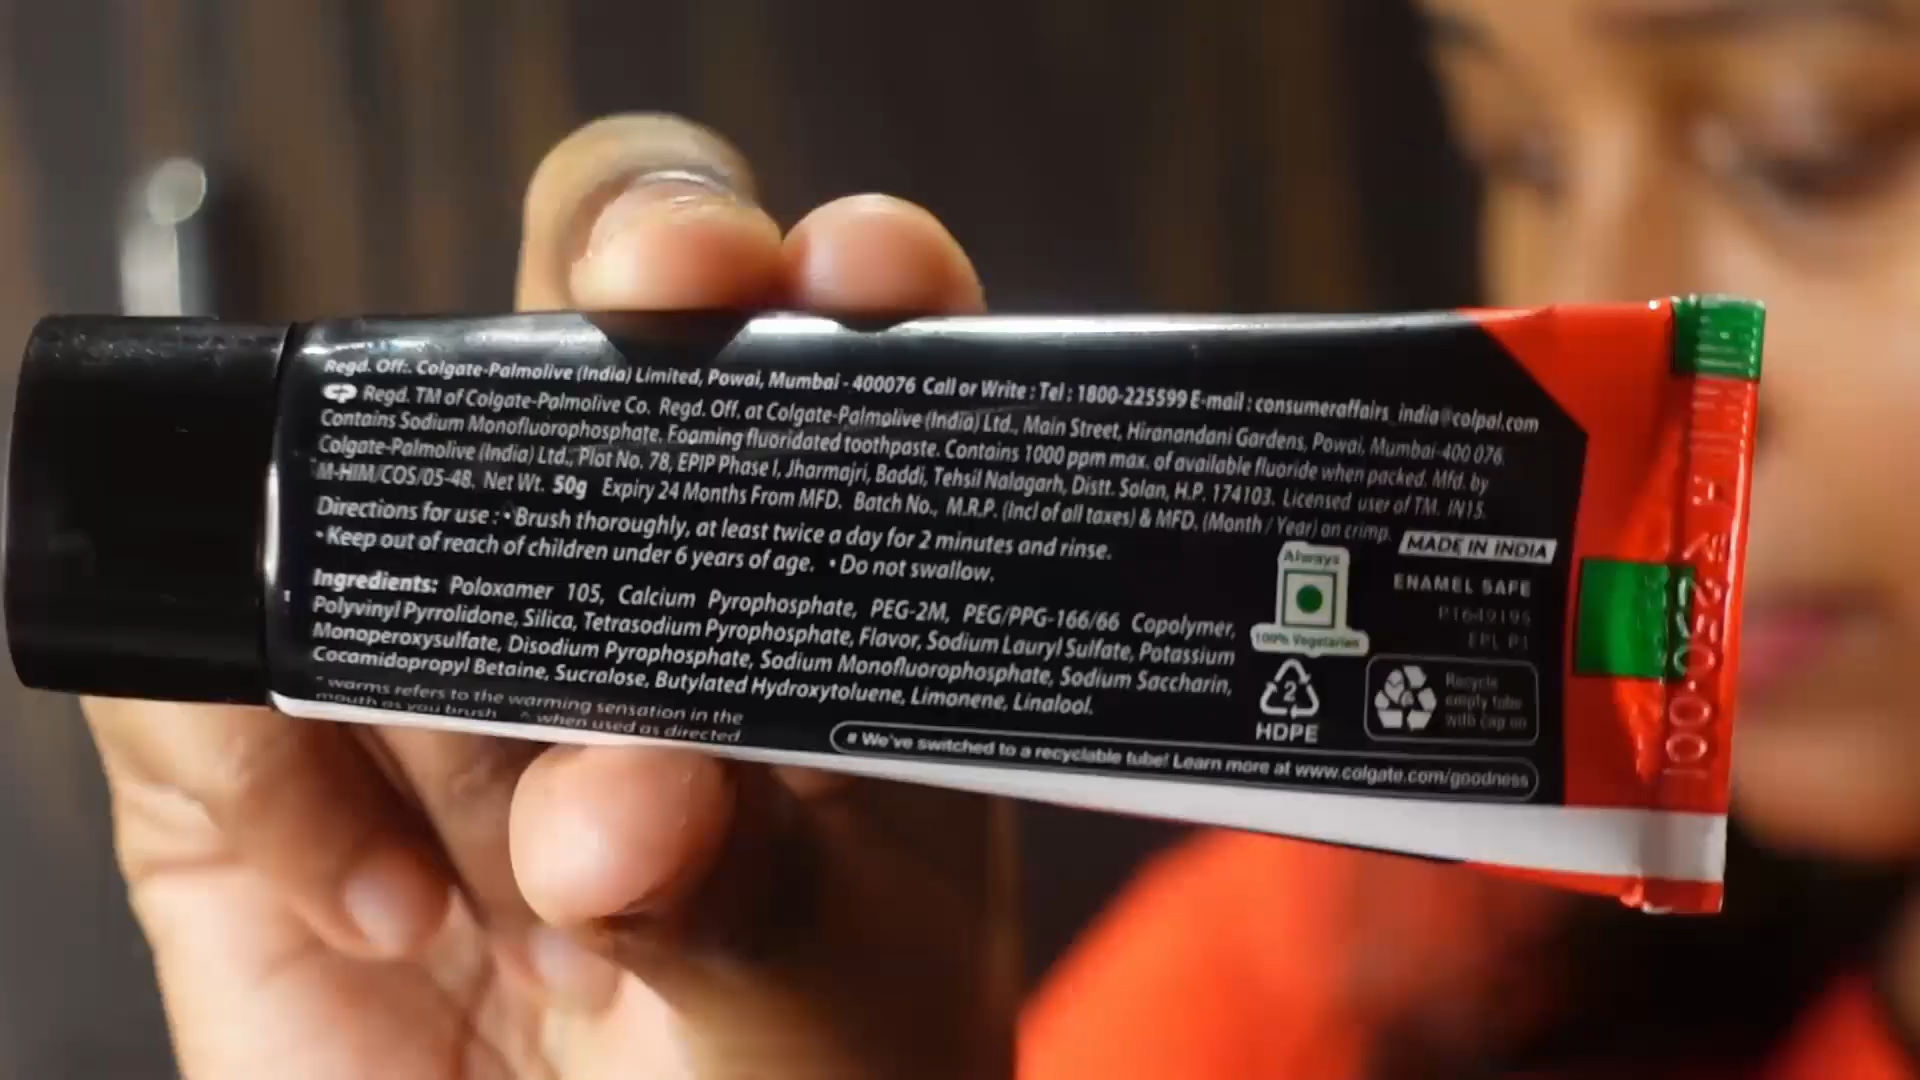 Regd. Off:. Colgate-Palmolive (India) Limited, Powai, Mumbai - 400076 Call or Write : Tel : 1800-225599 E-mail : consumeraffairs_india@colpal.com
CP Regd. TM of Colgate-Palmolive Co. Regd. Off. at Colgate-Palmolive (India) Ltd., Main Street, Hiranandani Gardens, Powai, Mumbai-400 076.
Contains Sodium Monofluorophosphate. Foaming fluoridated toothpaste. Contains 1000 ppm max. of available fluoride when packed. Mfd. by
Colgate-Palmolive (India) Ltd., Plot No. 78, EPIP Phase I, Jharmajri, Baddi, Tehsil Nalagarh, Distt. Solan, H.P. 174103. Licensed user of TM. IN15.
M-HIM/COS/05-48. Net Wt. 50g Expiry 24 Months From MFD. Batch No., M.R.P. (Incl of all taxes) & MFD. (Month / Year) on crimp.
Directions for use : • Brush thoroughly, at least twice a day for 2 minutes and rinse.
• Keep out of reach of children under 6 years of age. • Do not swallow.
MADE IN INDIA
Ingredients: Poloxamer 105, Calcium Pyrophosphate, PEG-2M, PEG/PPG-166/66 Copolymer,
Polyvinyl Pyrrolidone, Silica, Tetrasodium Pyrophosphate, Flavor, Sodium Lauryl Sulfate, Potassium
Monoperoxysulfate, Disodium Pyrophosphate, Sodium Monofluorophosphate, Sodium Saccharin,
Cocamidopropyl Betaine, Sucralose, Butylated Hydroxytoluene, Limonene, Linalool.
Always
100% Vegetarian
ENAMEL SAFE
P1649195
EPL P1
2
HDPE
Recycle
empty tube
with cap on
* warms refers to the warming sensation in the
mouth as you brush ^ when used as directed
# We've switched to a recyclable tube! Learn more at www.colgate.com/goodness